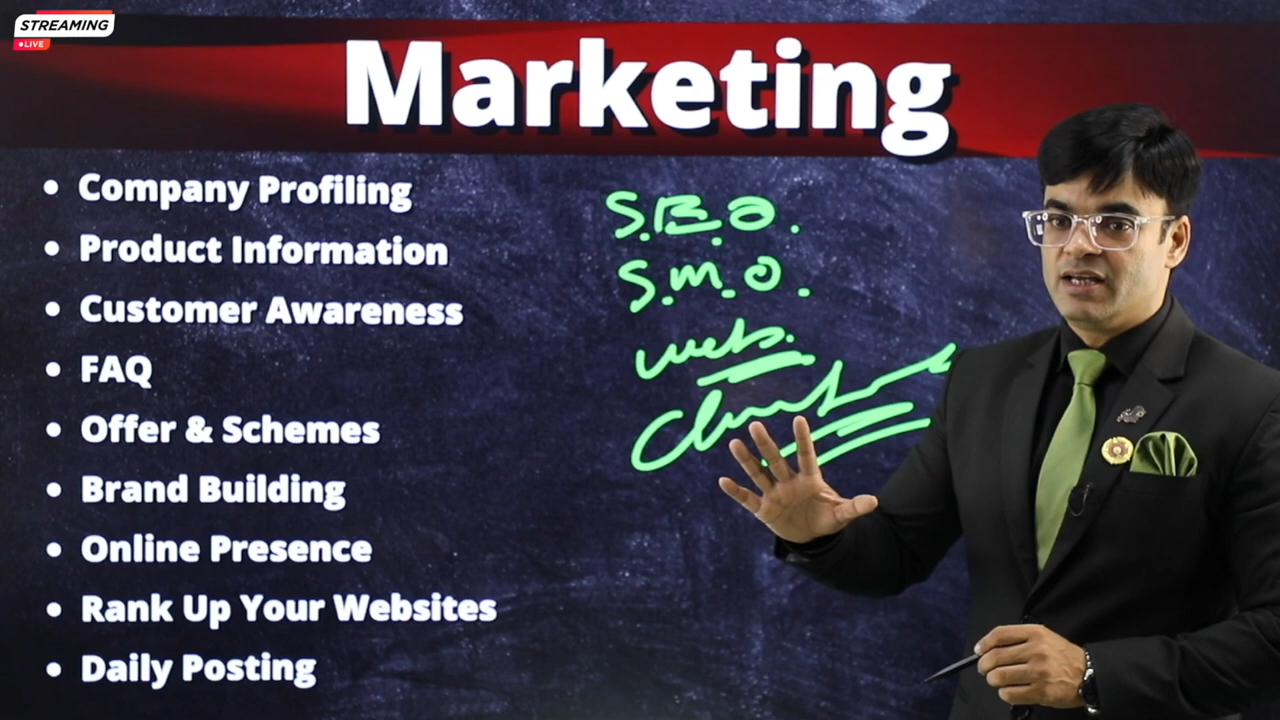 STREAMING
LIVE
Marketing
• Company Profiling
• Product Information
• Customer Awareness
• FAQ
• Offer & Schemes
• Brand Building
• Online Presence
• Rank Up Your Websites
• Daily Posting
S.E.O.
S.M.O.
web.